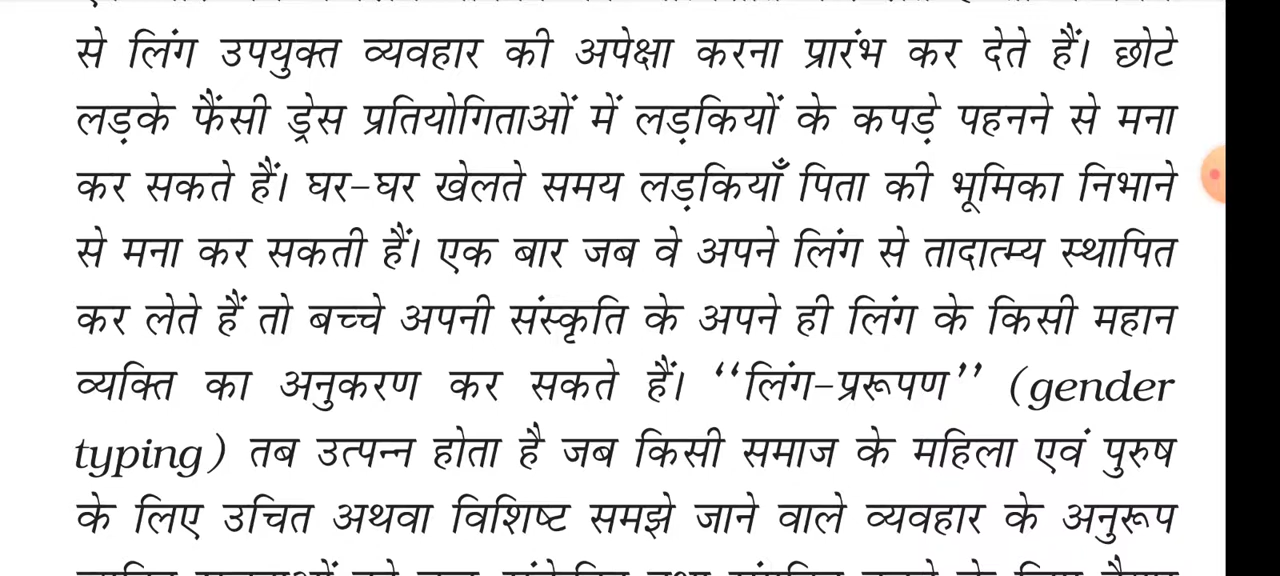 से लिंग उपयुक्त व्यवहार की अपेक्षा करना प्रारंभ कर देते हैं। छोटे
लड़के फैंसी ड्रेस प्रतियोगिताओं में लड़कियों के कपड़े पहनने से मना
कर सकते हैं। घर-घर खेलते समय लड़कियाँ पिता की भूमिका निभाने
से मना कर सकती हैं। एक बार जब वे अपने लिंग से तादात्म्य स्थापित
कर लेते हैं तो बच्चे अपनी संस्कृति के अपने ही लिंग के किसी महान
व्यक्ति का अनुकरण कर सकते हैं। “लिंग-प्ररूपण” (gender
typing) तब उत्पन्न होता है जब किसी समाज के महिला एवं पुरुष
के लिए उचित अथवा विशिष्ट समझे जाने वाले व्यवहार के अनुरूप